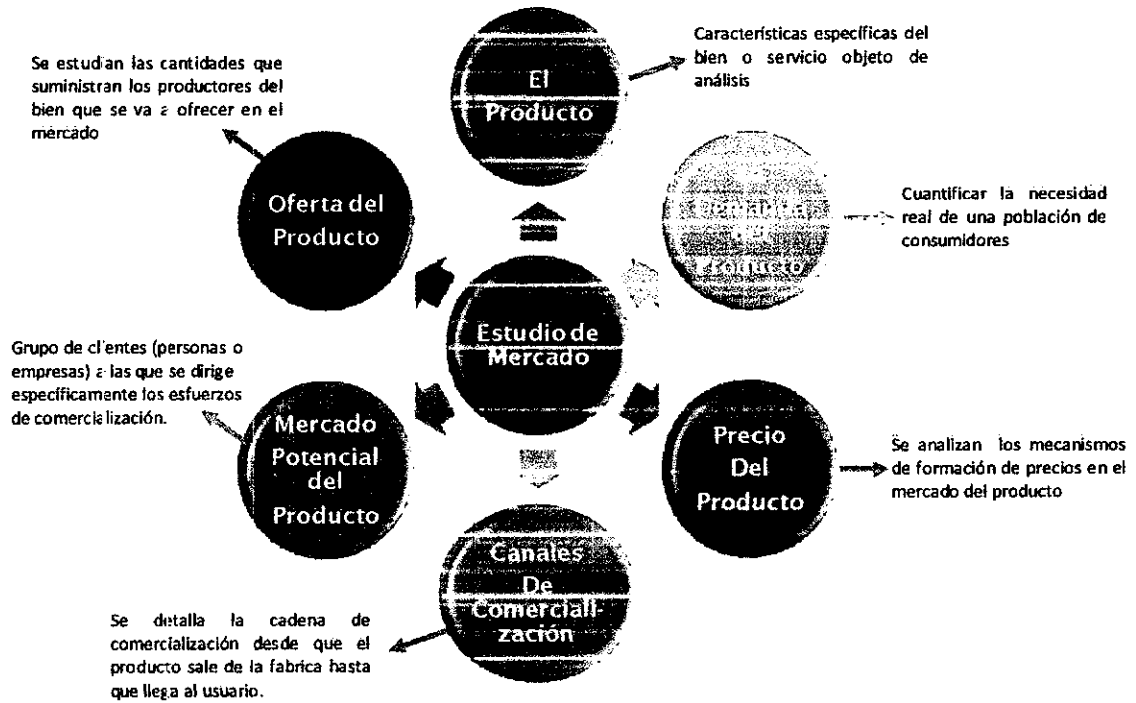 Características específicas del
bien o servicio objeto de
análisis
Se estudian las cantidades que
suministran los productores del
bien que se va a ofrecer en el
mercado
El
Producto
Oferta del
Producto
Demanda
del
Producto
Cuantificar la necesidad
real de una población de
consumidores
Estudio de
Mercado
Grupo de clientes (personas o
empresas) a las que se dirige
específicamente los esfuerzos
de comercialización.
Mercado
Potencial
del
Producto
Precio
Del
Producto
Se analizan los mecanismos
de formación de precios en el
mercado del producto
Canales
De
Comerciali-
zación
Se detalla la cadena de
comercialización desde que el
producto sale de la fabrica hasta
que llega al usuario.